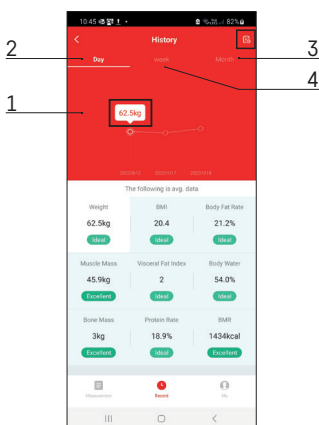 10:45
82%
History
Day
week
Month
2
3
4
1
62.5kg
The following is avg. data
Weight
BMI
Body Fat Rate
62.5kg
20.4
21.2%
Ideal
Ideal
Ideal
Muscle Mass
Visceral Fat Index
Body Water
45.9kg
2
54.0%
Excellent
Ideal
Ideal
Bone Mass
Protein Rate
BMR
3kg
18.9%
1434kcal
Excellent
Ideal
Excellent
Measurement
Recent
My